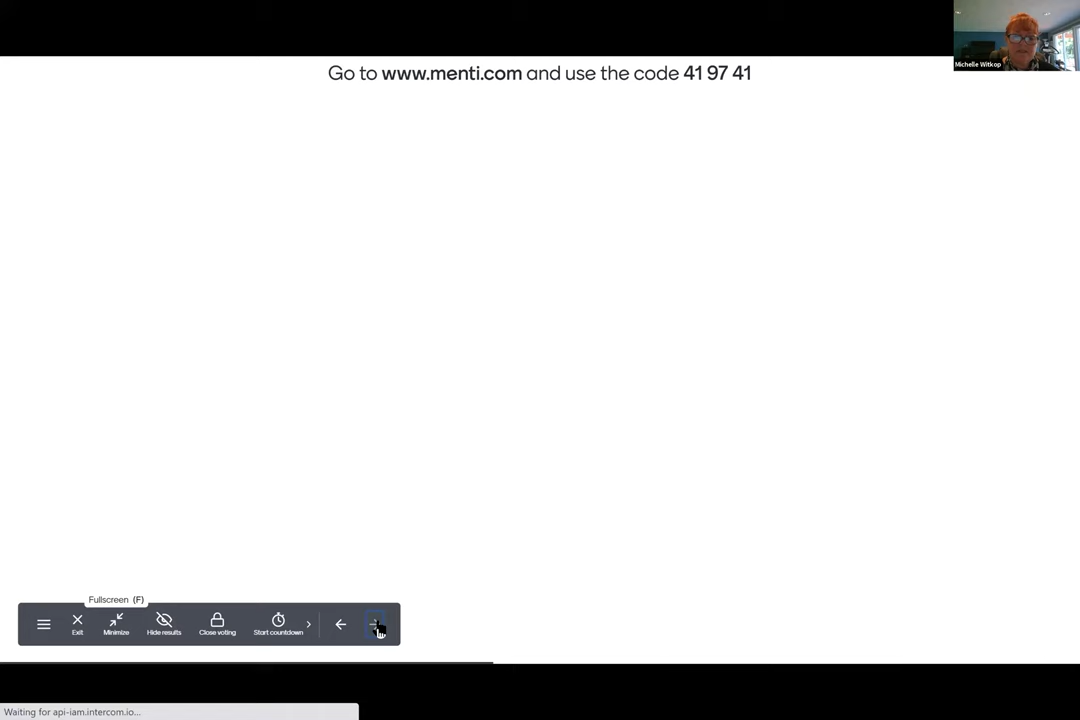 Go to www.menti.com and use the code 41 97 41
Michelle Witkop
Fullscreen (F)
Exit
Minimize
Hide results
Close voting
Start countdown
Waiting for api-iam.intercom.io...